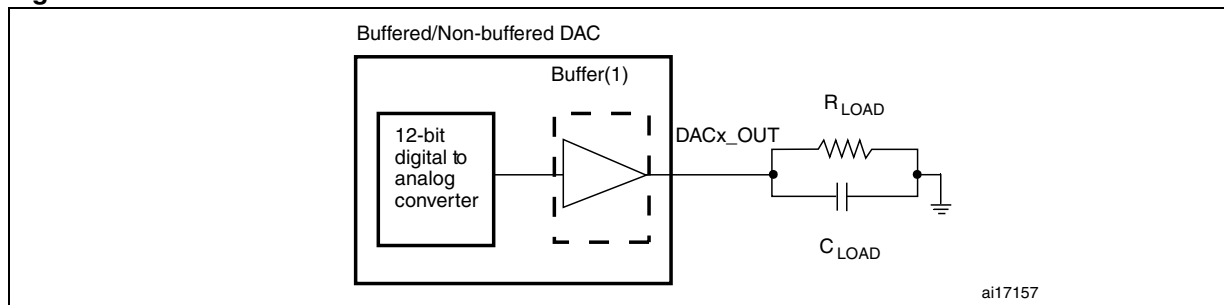 Buffered/Non-buffered DAC
Buffer(1)
12-bit
digital to
analog
converter
DACx_OUT
R LOAD
C LOAD
ai17157